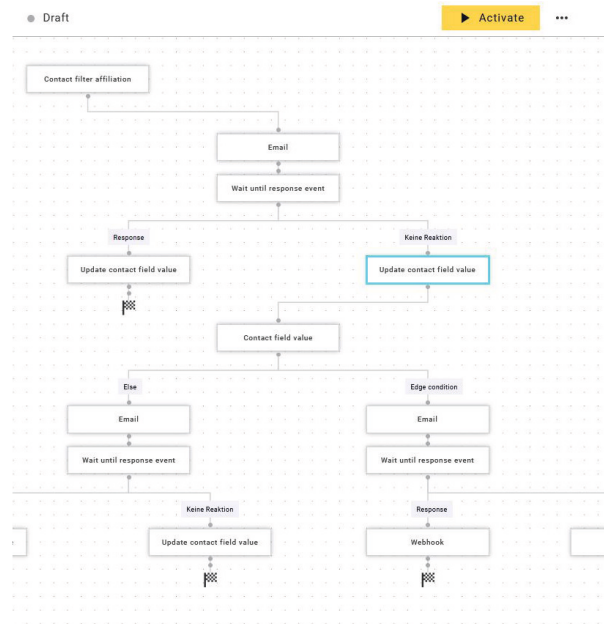 Draft
Activate
Contact filter affiliation
Email
Wait until response event
Response
Keine Reaktion
Update contact field value
Update contact field value
Contact field value
Else
Edge condition
Email
Email
Wait until response event
Wait until response event
Keine Reaktion
Response
Update contact field value
Webhook